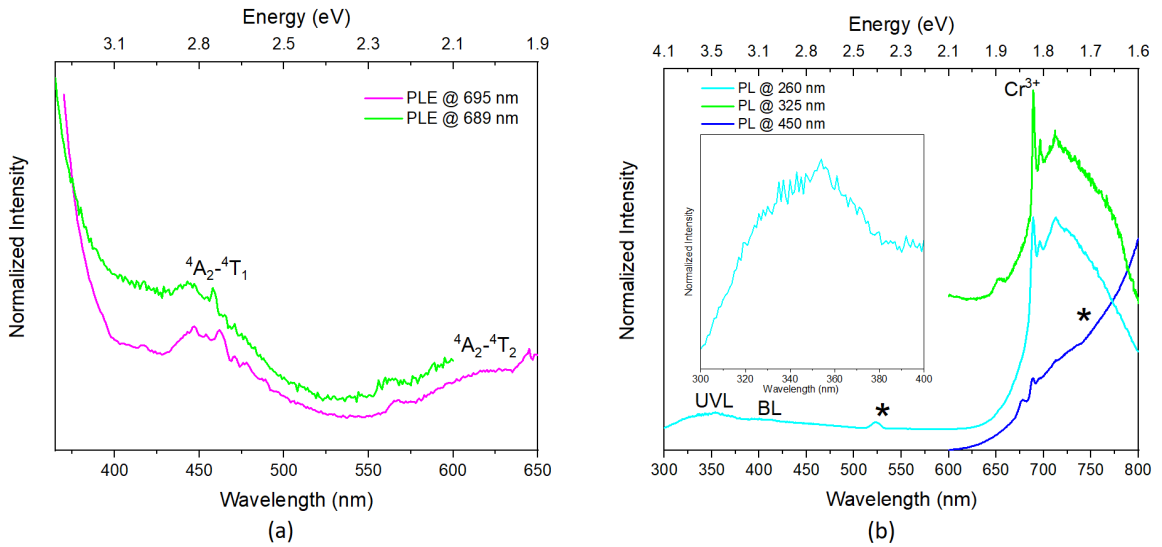 Energy (eV)
3.1 2.8 2.5 2.3 2.1 1.9
PLE @ 695 nm
PLE @ 689 nm
⁴A₂-⁴T₁
⁴A₂-⁴T₂
Normalized Intensity
400 450 500 550 600 650
Wavelength (nm)
(a)
Energy (eV)
4.1 3.5 3.1 2.8 2.5 2.3 2.1 1.9 1.8 1.7 1.6
PL @ 260 nm
PL @ 325 nm
PL @ 450 nm
Cr³⁺
Normalized Intensity
300 320 340 360 380 400
Wavelength (nm)
*
UVL
BL
*
Normalized Intensity
300 350 400 450 500 550 600 650 700 750 800
Wavelength (nm)
(b)